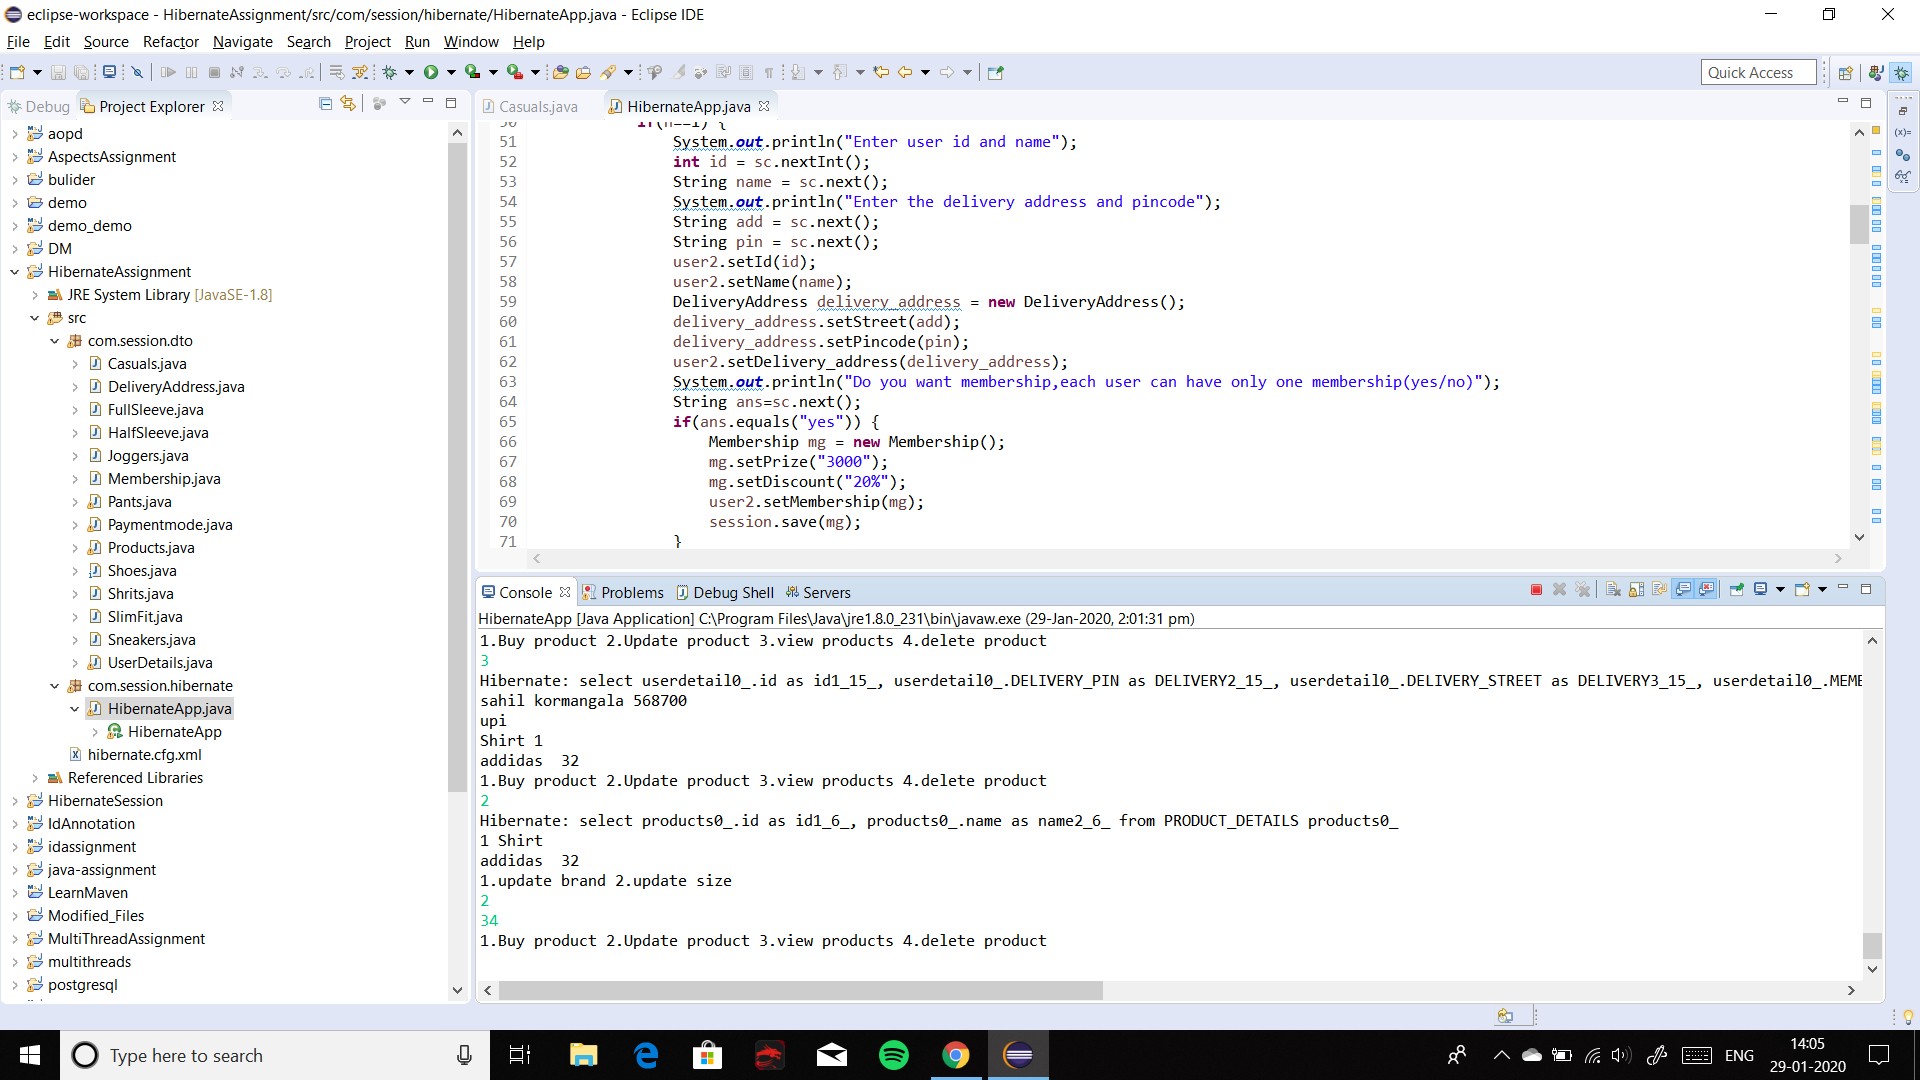 eclipse-workspace - HibernateAssignment/src/com/session/hibernate/HibernateApp.java - Eclipse IDE
File Edit Source Refactor Navigate Search Project Run Window Help
Quick Access
Debug Project Explorer
aopd
AspectsAssignment
bulider
demo
demo_demo
DM
HibernateAssignment
JRE System Library [JavaSE-1.8]
src
com.session.dto
Casuals.java
DeliveryAddress.java
FullSleeve.java
HalfSleeve.java
Joggers.java
Membership.java
Pants.java
Paymentmode.java
Products.java
Shoes.java
Shrits.java
SlimFit.java
Sneakers.java
UserDetails.java
com.session.hibernate
HibernateApp.java
HibernateApp
hibernate.cfg.xml
Referenced Libraries
HibernateSession
IdAnnotation
idassignment
java-assignment
LearnMaven
Modified_Files
MultiThreadAssignment
multithreads
postgresql
Casuals.java HibernateApp.java
50 if(n==1) {
51 System.out.println("Enter user id and name");
52 int id = sc.nextInt();
53 String name = sc.next();
54 System.out.println("Enter the delivery address and pincode");
55 String add = sc.next();
56 String pin = sc.next();
57 user2.setId(id);
58 user2.setName(name);
59 DeliveryAddress delivery_address = new DeliveryAddress();
60 delivery_address.setStreet(add);
61 delivery_address.setPincode(pin);
62 user2.setDelivery_address(delivery_address);
63 System.out.println("Do you want membership,each user can have only one membership(yes/no)");
64 String ans=sc.next();
65 if(ans.equals("yes")) {
66 Membership mg = new Membership();
67 mg.setPrize("3000");
68 mg.setDiscount("20%");
69 user2.setMembership(mg);
70 session.save(mg);
71 }
Console Problems Debug Shell Servers
HibernateApp [Java Application] C:\Program Files\Java\jre1.8.0_231\bin\javaw.exe (29-Jan-2020, 2:01:31 pm)
1.Buy product 2.Update product 3.view products 4.delete product
3
Hibernate: select userdetail0_.id as id1_15_, userdetail0_.DELIVERY_PIN as DELIVERY2_15_, userdetail0_.DELIVERY_STREET as DELIVERY3_15_, userdetail0_.MEME
sahil kormangala 568700
upi
Shirt 1
addidas 32
1.Buy product 2.Update product 3.view products 4.delete product
2
Hibernate: select products0_.id as id1_6_, products0_.name as name2_6_ from PRODUCT_DETAILS products0_
1 Shirt
addidas 32
1.update brand 2.update size
2
34
1.Buy product 2.Update product 3.view products 4.delete product
Type here to search
ENG
14:05
29-01-2020